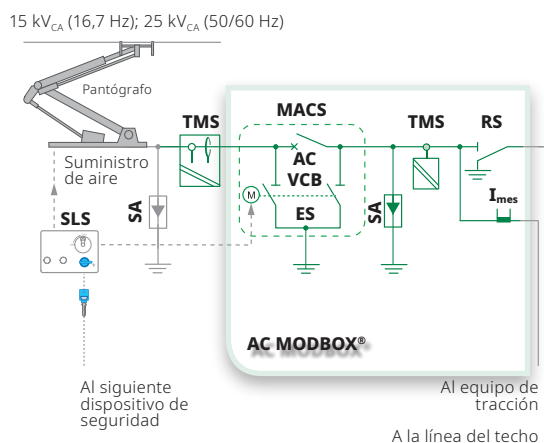 15 kVCA (16,7 Hz); 25 kVCA (50/60 Hz)
Pantógrafo
TMS
MACS
TMS
RS
Suministro
de aire
AC
VCB
SA
M
ES
SA
Imes
SLS
AC MODBOX®
Al siguiente
dispositivo de
seguridad
Al equipo de
tracción
A la línea del techo